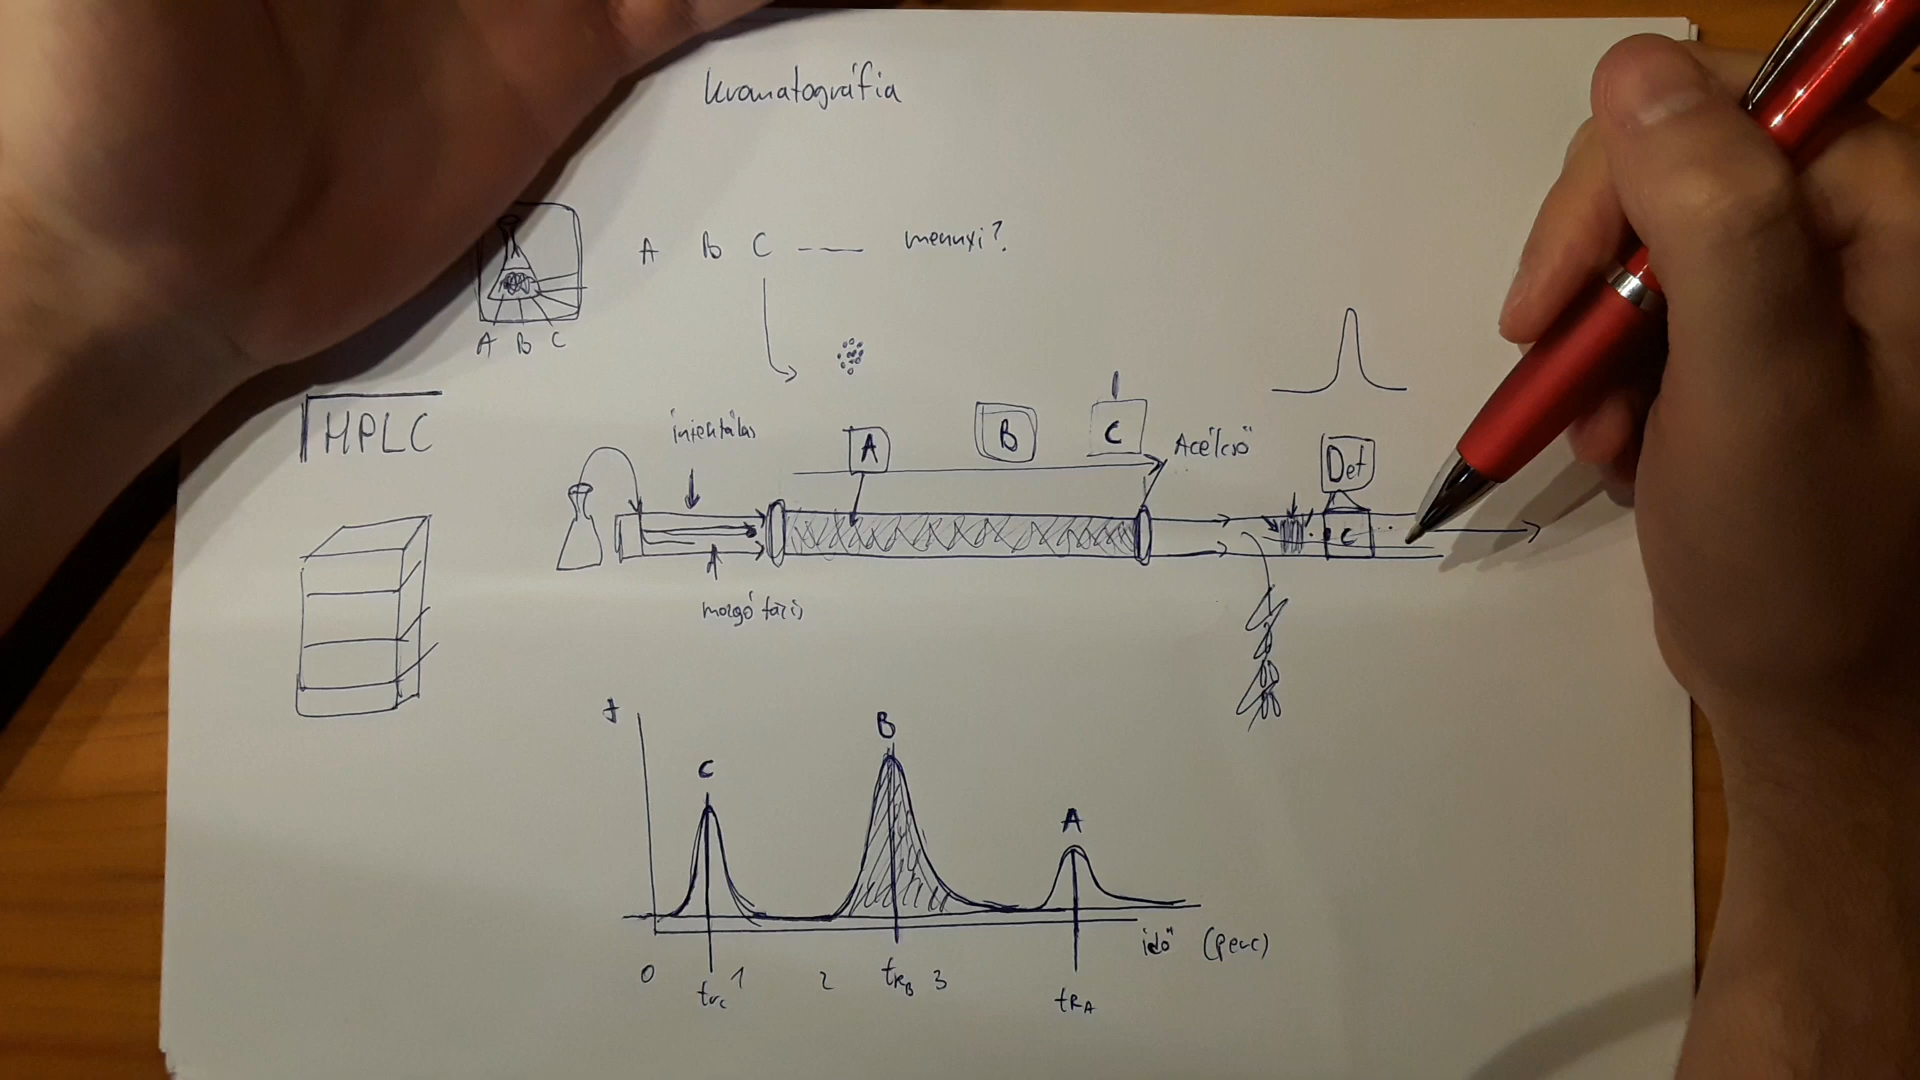 kromatográfia
A B C ---- mennyi?
A B C
HPLC
injektálás
A
B
C
Acélcső
Det
C
mozgó fázis
C
B
A
idő (perc)
0 1 2 3
trc
tRB
tRA